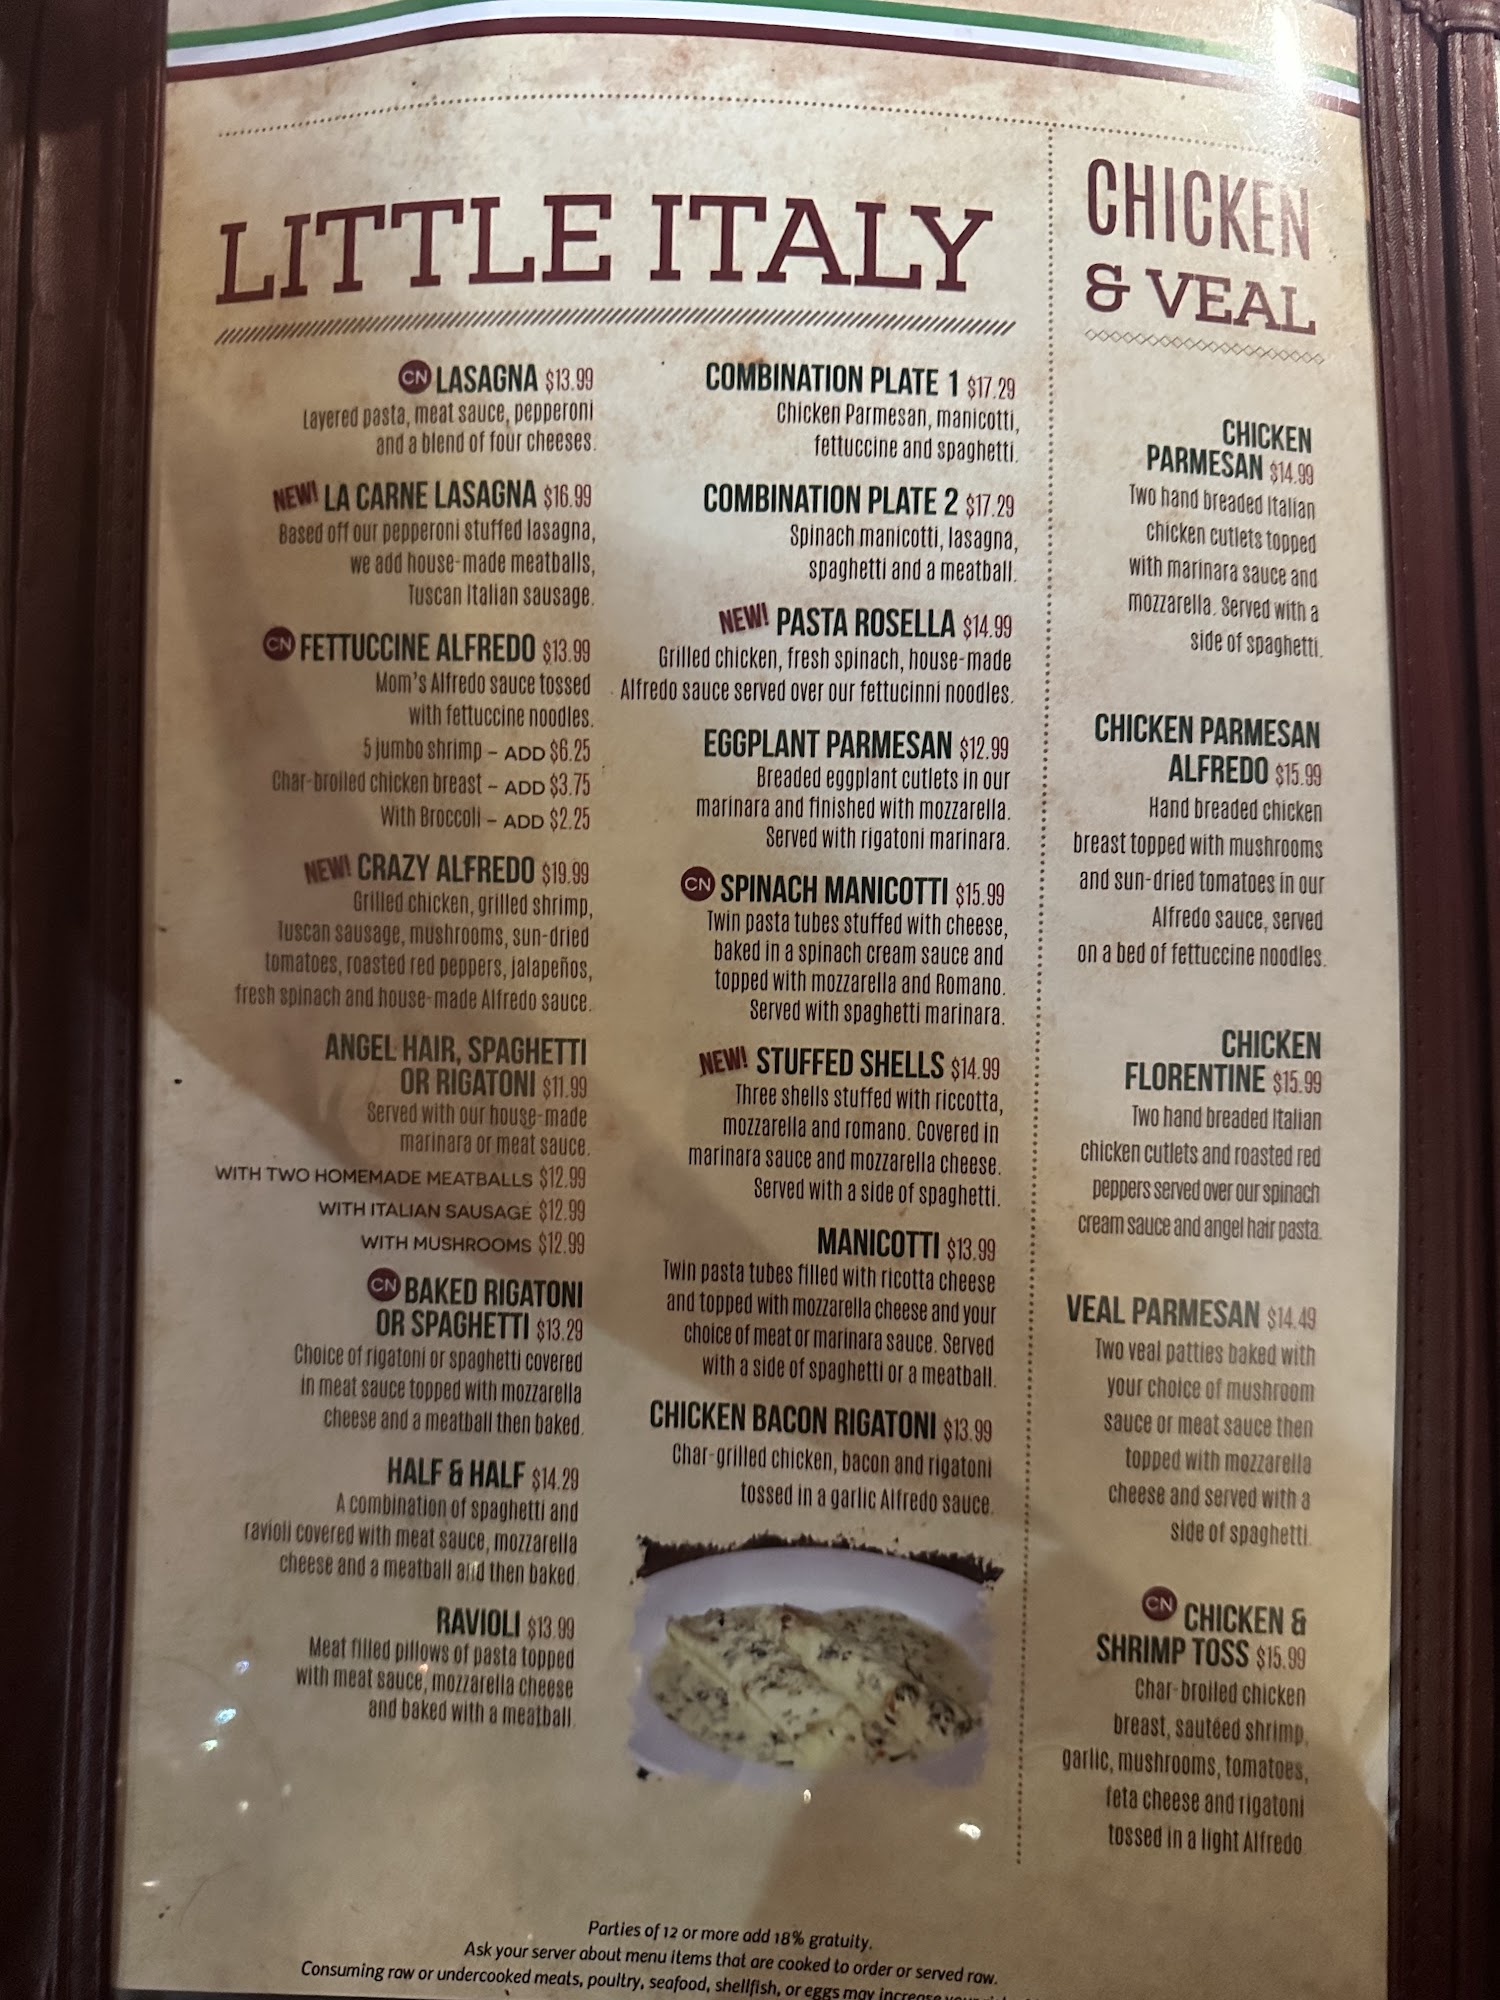 LITTLE ITALY
CN LASAGNA $13.99
Layered pasta, meat sauce, pepperoni
and a blend of four cheeses.
NEW! LA CARNE LASAGNA $16.99
Based off our pepperoni stuffed lasagna,
we add house-made meatballs,
Tuscan Italian sausage.
CN FETTUCCINE ALFREDO $13.99
Mom's Alfredo sauce tossed
with fettuccine noodles.
5 jumbo shrimp – ADD $6.25
Char-broiled chicken breast – ADD $3.75
With Broccoli – ADD $2.25
NEW! CRAZY ALFREDO $19.99
Grilled chicken, grilled shrimp,
Tuscan sausage, mushrooms, sun-dried
tomatoes, roasted red peppers, jalapeños,
fresh spinach and house-made Alfredo sauce.
ANGEL HAIR, SPAGHETTI
OR RIGATONI $11.99
Served with our house-made
marinara or meat sauce.
WITH TWO HOMEMADE MEATBALLS $12.99
WITH ITALIAN SAUSAGE $12.99
WITH MUSHROOMS $12.99
CN BAKED RIGATONI
OR SPAGHETTI $13.29
Choice of rigatoni or spaghetti covered
in meat sauce topped with mozzarella
cheese and a meatball then baked.
HALF & HALF $14.29
A combination of spaghetti and
ravioli covered with meat sauce, mozzarella
cheese and a meatball and then baked.
RAVIOLI $13.99
Meat filled pillows of pasta topped
with meat sauce, mozzarella cheese
and baked with a meatball.
COMBINATION PLATE 1 $17.29
Chicken Parmesan, manicotti,
fettuccine and spaghetti.
COMBINATION PLATE 2 $17.29
Spinach manicotti, lasagna,
spaghetti and a meatball.
NEW! PASTA ROSELLA $14.99
Grilled chicken, fresh spinach, house-made
Alfredo sauce served over our fettucinni noodles.
EGGPLANT PARMESAN $12.99
Breaded eggplant cutlets in our
marinara and finished with mozzarella.
Served with rigatoni marinara.
CN SPINACH MANICOTTI $15.99
Twin pasta tubes stuffed with cheese,
baked in a spinach cream sauce and
topped with mozzarella and Romano.
Served with spaghetti marinara.
NEW! STUFFED SHELLS $14.99
Three shells stuffed with riccotta,
mozzarella and romano. Covered in
marinara sauce and mozzarella cheese.
Served with a side of spaghetti.
MANICOTTI $13.99
Twin pasta tubes filled with ricotta cheese
and topped with mozzarella cheese and your
choice of meat or marinara sauce. Served
with a side of spaghetti or a meatball.
CHICKEN BACON RIGATONI $13.99
Char-grilled chicken, bacon and rigatoni
tossed in a garlic Alfredo sauce.
CHICKEN
& VEAL
CHICKEN
PARMESAN $14.99
Two hand breaded Italian
chicken cutlets topped
with marinara sauce and
mozzarella. Served with a
side of spaghetti.
CHICKEN PARMESAN
ALFREDO $15.99
Hand breaded chicken
breast topped with mushrooms
and sun-dried tomatoes in our
Alfredo sauce, served
on a bed of fettuccine noodles.
CHICKEN
FLORENTINE $15.99
Two hand breaded Italian
chicken cutlets and roasted red
peppers served over our spinach
cream sauce and angel hair pasta.
VEAL PARMESAN $14.49
Two veal patties baked with
your choice of mushroom
sauce or meat sauce then
topped with mozzarella
cheese and served with a
side of spaghetti.
CN CHICKEN &
SHRIMP TOSS $15.99
Char-broiled chicken
breast, sautéed shrimp,
garlic, mushrooms, tomatoes,
feta cheese and rigatoni
tossed in a light Alfredo
Parties of 12 or more add 18% gratuity.
Ask your server about menu items that are cooked to order or served raw.
Consuming raw or undercooked meats, poultry, seafood, shellfish, or eggs may increase